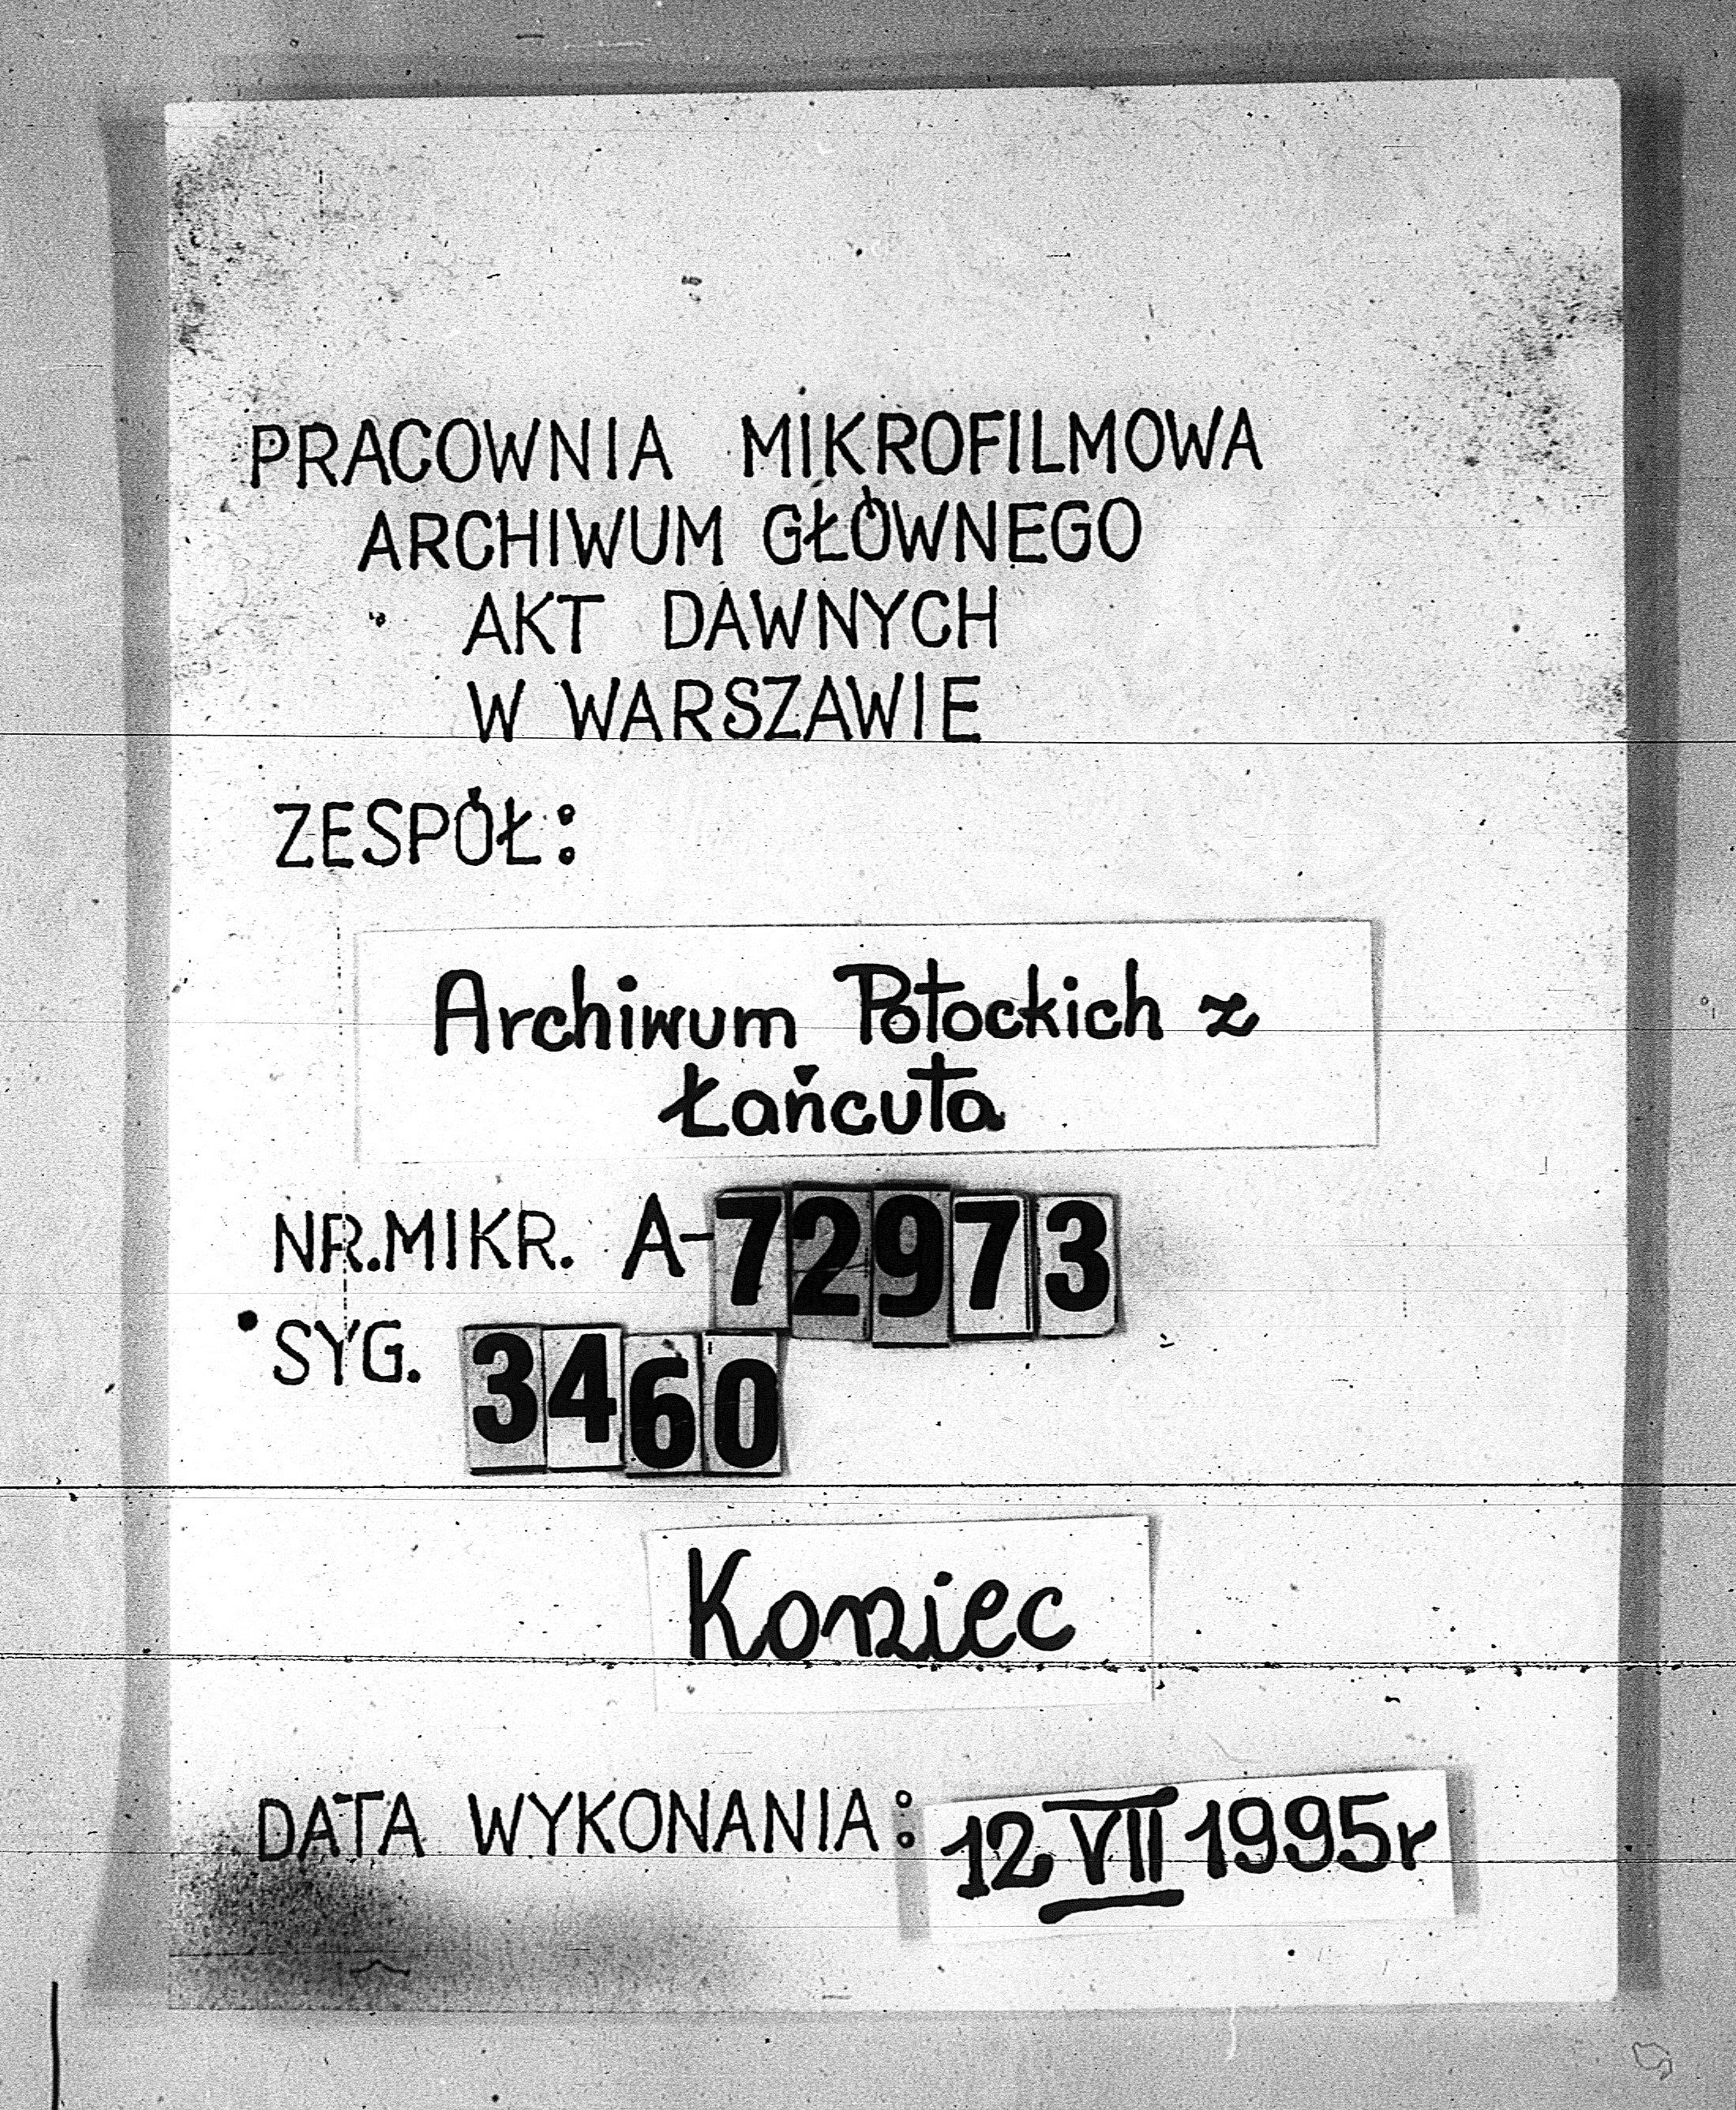 PRACOWNIA MIKROFILMOWA
ARCHIWUM GŁÓWNEGO
AKT DAWNYCH
W WARSZAWIE
ZESPÓŁ:
Archiwum Potockich z
Łańcuta
NR.MIKR. A-72973
SYG. 3460
Koniec
DATA WYKONANIA: 12 VII 1995r